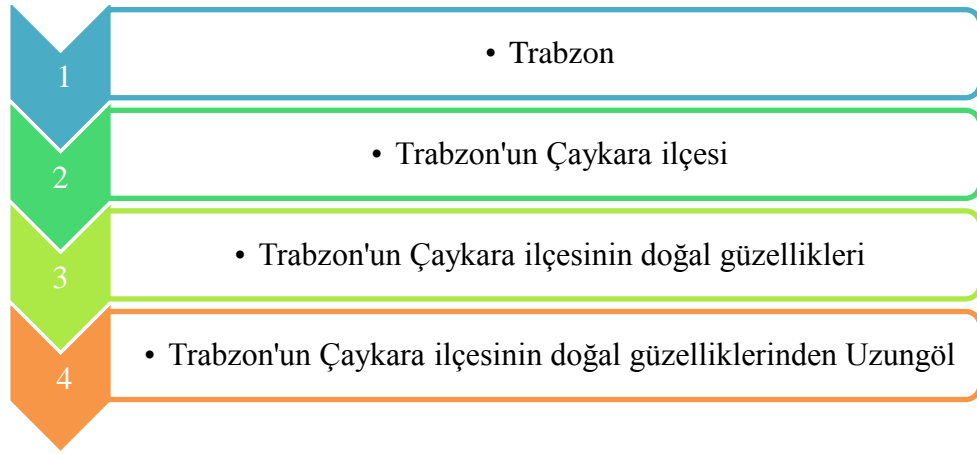 1
• Trabzon
2
• Trabzon'un Çaykara ilçesi
3
• Trabzon'un Çaykara ilçesinin doğal güzellikleri
4
• Trabzon'un Çaykara ilçesinin doğal güzelliklerinden Uzungöl